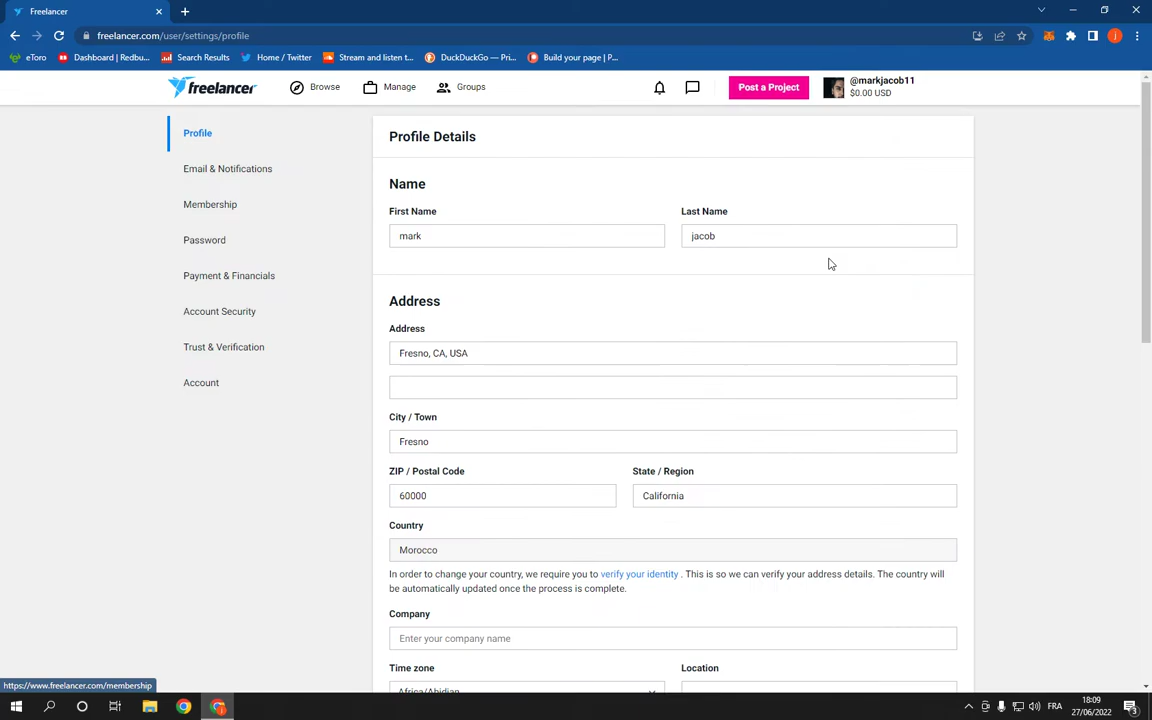 Freelancer
freelancer.com/user/settings/profile
eToro
Dashboard | Redbu...
Search Results
Home / Twitter
Stream and listen t...
DuckDuckGo — Pri...
Build your page | P...
freelancer
Browse
Manage
Groups
Post a Project
@markjacob11
$0.00 USD
Profile
Email & Notifications
Membership
Password
Payment & Financials
Account Security
Trust & Verification
Account
Profile Details
Name
First Name
Last Name
mark
jacob
Address
Address
Fresno, CA, USA
City / Town
Fresno
ZIP / Postal Code
State / Region
60000
California
Country
Morocco
In order to change your country, we require you to verify your identity . This is so we can verify your address details. The country will
be automatically updated once the process is complete.
Company
Enter your company name
Time zone
Location
Africa/Abidjan
https://www.freelancer.com/membership
FRA
18:09
27/06/2022
3